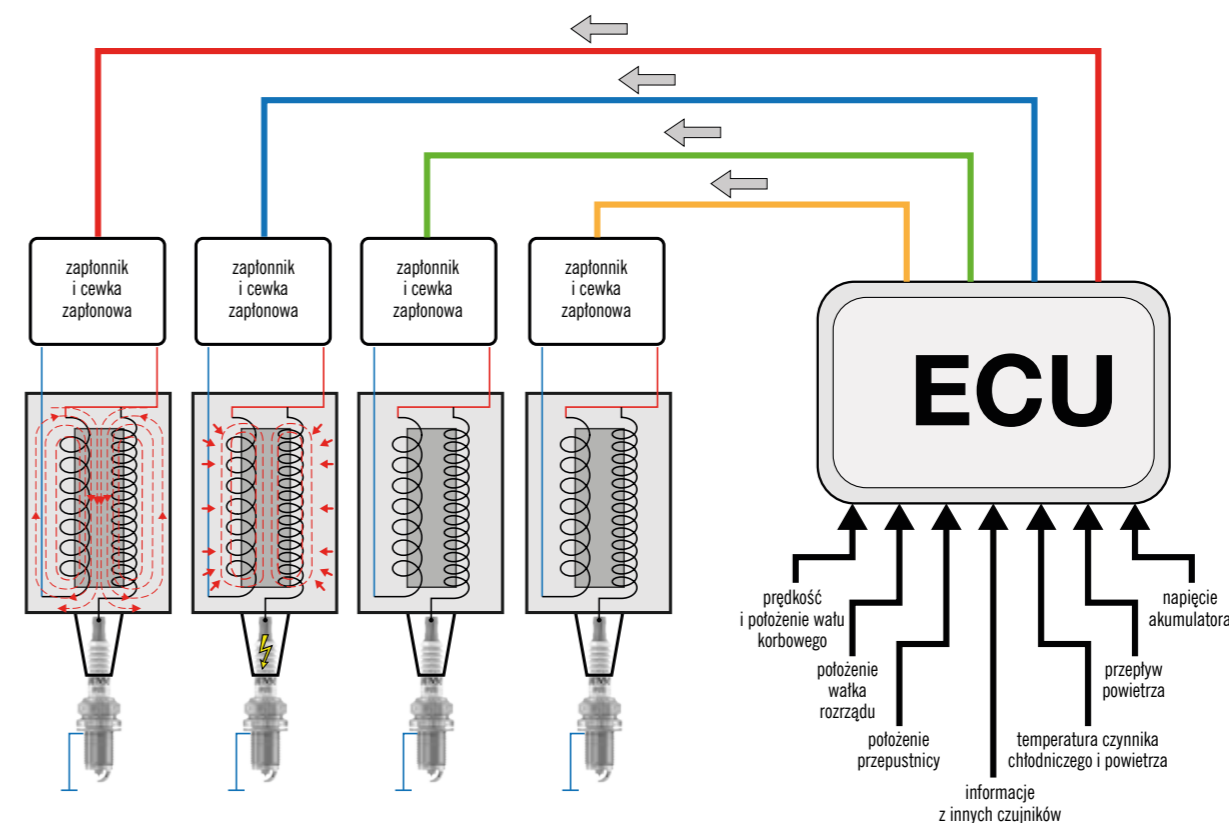 zapłonnik
i cewka
zapłonowa
zapłonnik
i cewka
zapłonowa
zapłonnik
i cewka
zapłonowa
zapłonnik
i cewka
zapłonowa
ECU
prędkość
i położenie wału
korbowego
położenie
wałka
rozrządu
położenie
przepustnicy
informacje
z innych czujników
temperatura czynnika
chłodniczego i powietrza
przepływ
powietrza
napięcie
akumulatora